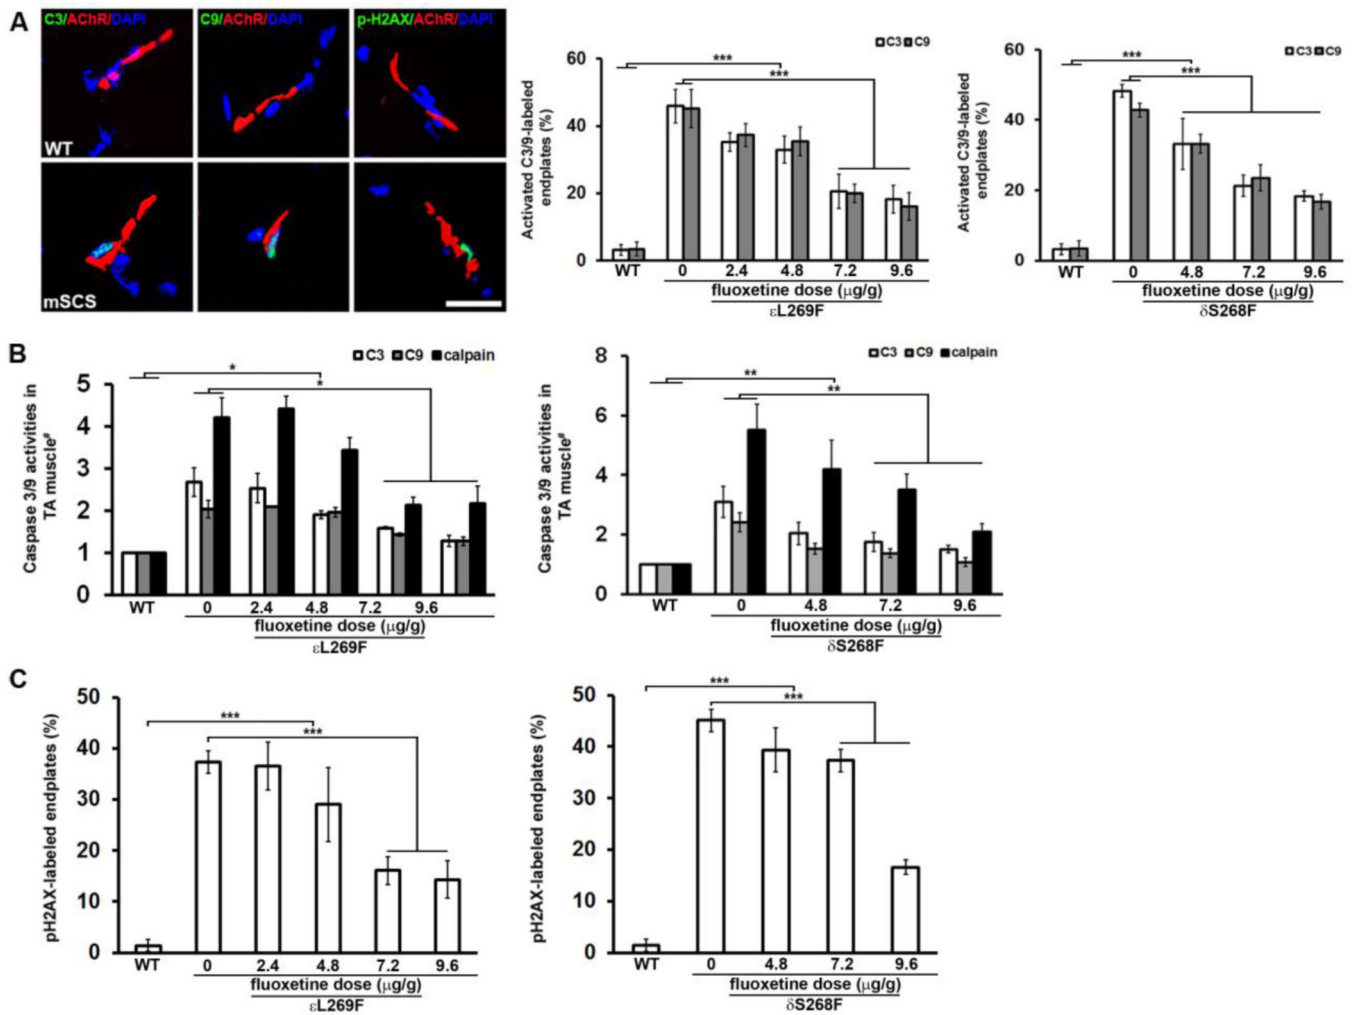 A
C3/AChR/DAPI
C9/AChR/DAPI
p-H2AX/AChR/DAPI
WT
mSCS
Activated C3/9-labeled
endplates (%)
60
40
20
0
C3 C9
***
***
WT 0 2.4 4.8 7.2 9.6
fluoxetine dose (μg/g)
εL269F
Activated C3/9-labeled
endplates (%)
60
40
20
0
C3 C9
***
***
WT 0 4.8 7.2 9.6
fluoxetine dose (μg/g)
δS268F
B
Caspase 3/9 activities in
TA muscle#
5
4
3
2
1
0
C3 C9 calpain
*
*
WT 0 2.4 4.8 7.2 9.6
fluoxetine dose (μg/g)
εL269F
Caspase 3/9 activities in
TA muscle#
8
6
4
2
0
C3 C9 calpain
**
**
WT 0 4.8 7.2 9.6
fluoxetine dose (μg/g)
δS268F
C
pH2AX-labeled endplates (%)
50
40
30
20
10
0
***
***
WT 0 2.4 4.8 7.2 9.6
fluoxetine dose (μg/g)
εL269F
pH2AX-labeled endplates (%)
50
40
30
20
10
0
***
***
WT 0 4.8 7.2 9.6
fluoxetine dose (μg/g)
δS268F